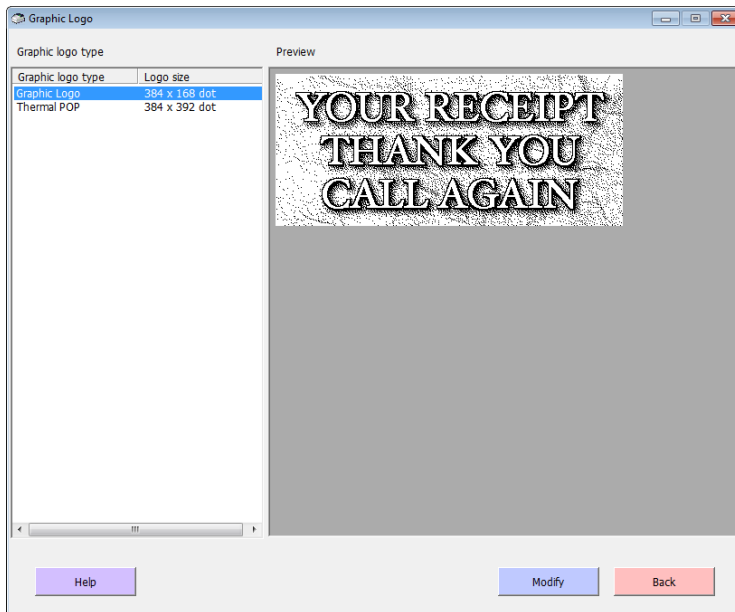 Graphic Logo
Graphic logo type
Preview
Graphic logo type Logo size
Graphic Logo 384 x 168 dot
Thermal POP 384 x 392 dot
YOUR RECEIPT
THANK YOU
CALL AGAIN
Help
Modify
Back